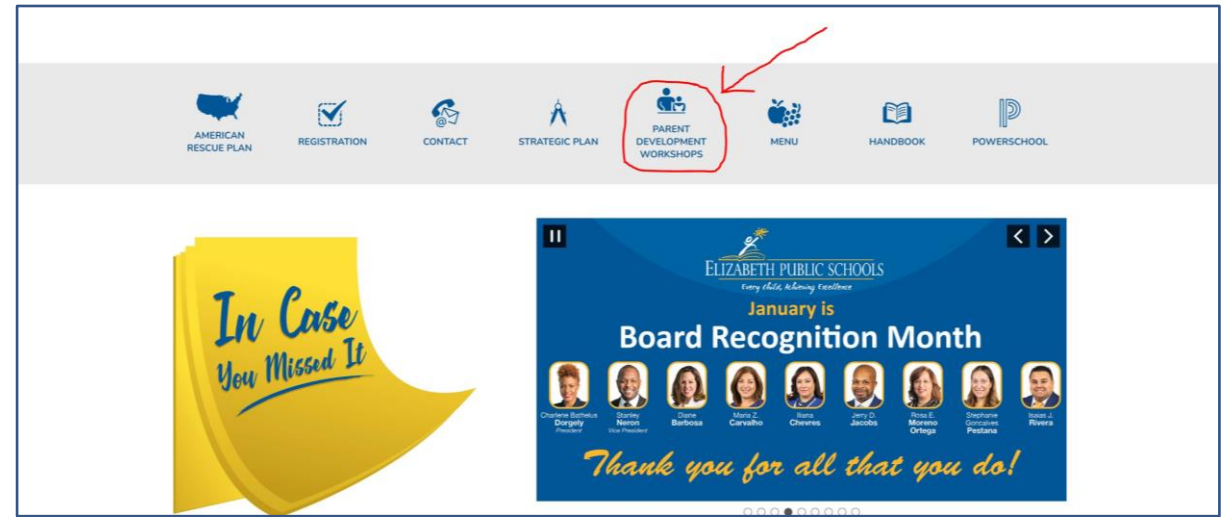 AMERICAN
RESCUE PLAN
REGISTRATION
CONTACT
STRATEGIC PLAN
PARENT
DEVELOPMENT
WORKSHOPS
MENU
HANDBOOK
POWERSCHOOL
In Case
You Missed It
ELIZABETH PUBLIC SCHOOLS
Every Child, Achieving Excellence
January is
Board Recognition Month
Charlene Bathelus
Dorgely
President
Stanley
Neron
Vice President
Diane
Barbosa
Maria Z.
Carvalho
Iliana
Chevres
Jerry D.
Jacobs
Rosa E.
Moreno
Ortega
Stephanie
Goncalves
Pestana
Isaias J.
Rivera
Thank you for all that you do!